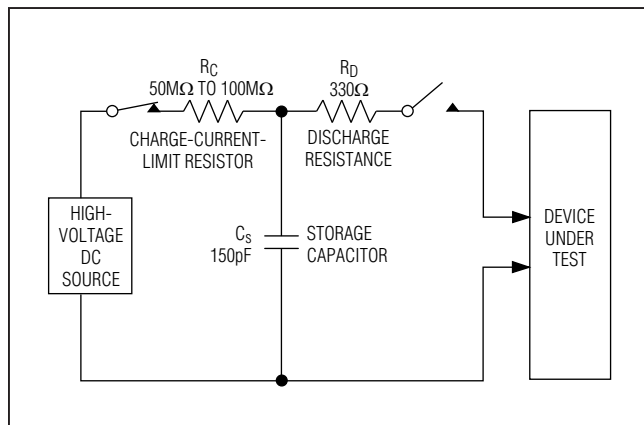 R_C
50MΩ TO 100MΩ
CHARGE-CURRENT-
LIMIT RESISTOR
R_D
330Ω
DISCHARGE
RESISTANCE
HIGH-
VOLTAGE
DC
SOURCE
C_S
150pF
STORAGE
CAPACITOR
DEVICE
UNDER
TEST